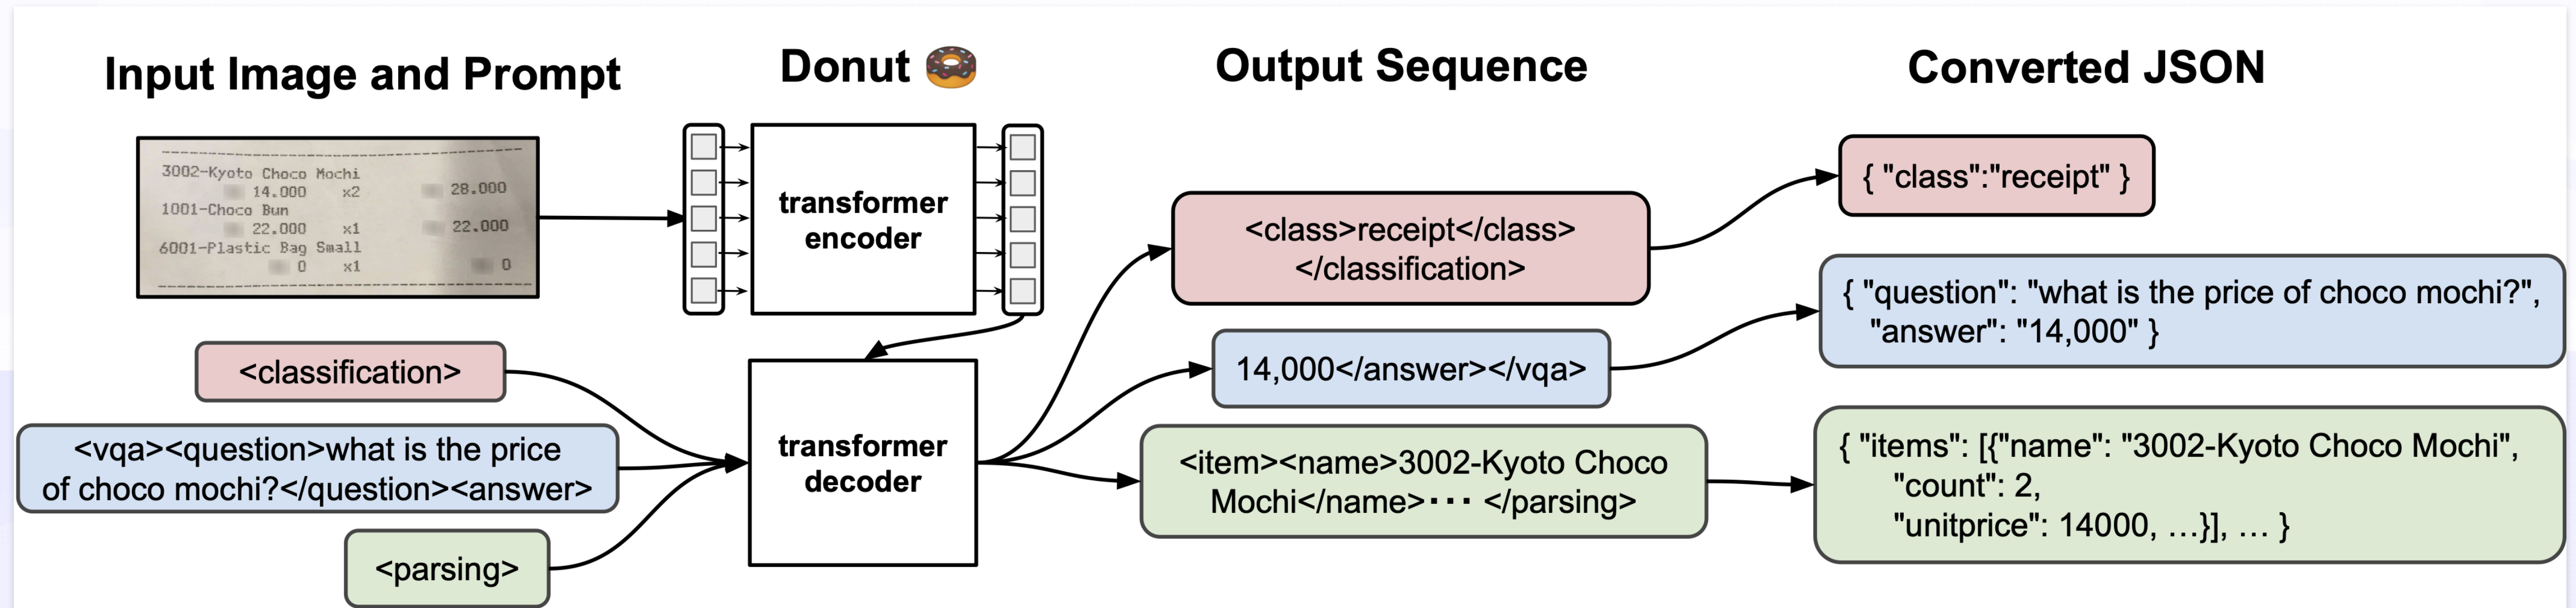 Input Image and Prompt
Donut
Output Sequence
Converted JSON
3002-Kyoto Choco Mochi
14.000 x2 28.000
1001-Choco Bun
22.000 x1 22.000
6001-Plastic Bag Small
0 x1 0
<classification>
<vqa><question>what is the price
of choco mochi?</question><answer>
<parsing>
transformer
encoder
transformer
decoder
<class>receipt</class>
</classification>
14,000</answer></vqa>
<item><name>3002-Kyoto Choco
Mochi</name>··· </parsing>
{ "class":"receipt" }
{ "question": "what is the price of choco mochi?",
"answer": "14,000" }
{ "items": [{"name": "3002-Kyoto Choco Mochi",
"count": 2,
"unitprice": 14000, …}], … }